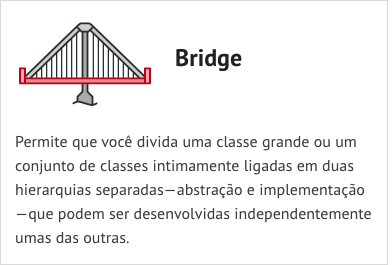 Bridge
Permite que você divida uma classe grande ou um
conjunto de classes intimamente ligadas em duas
hierarquias separadas—abstração e implementação
—que podem ser desenvolvidas independentemente
umas das outras.